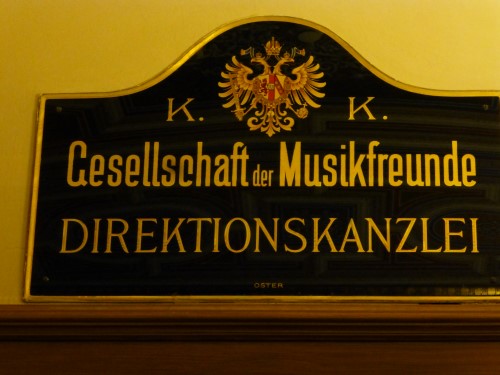 K. K.
Gesellschaft der Musikfreunde
DIREKTIONSKANZLEI
OSTER